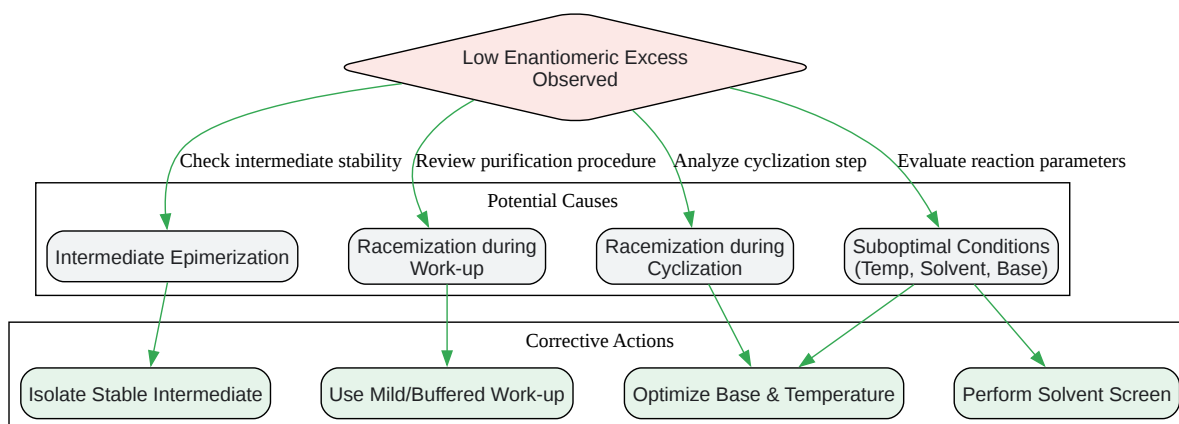 Low Enantiomeric Excess
Observed
Check intermediate stability
Review purification procedure
Analyze cyclization step
Evaluate reaction parameters
Potential Causes
Intermediate Epimerization
Racemization during
Work-up
Racemization during
Cyclization
Suboptimal Conditions
(Temp, Solvent, Base)
Corrective Actions
Isolate Stable Intermediate
Use Mild/Buffered Work-up
Optimize Base & Temperature
Perform Solvent Screen